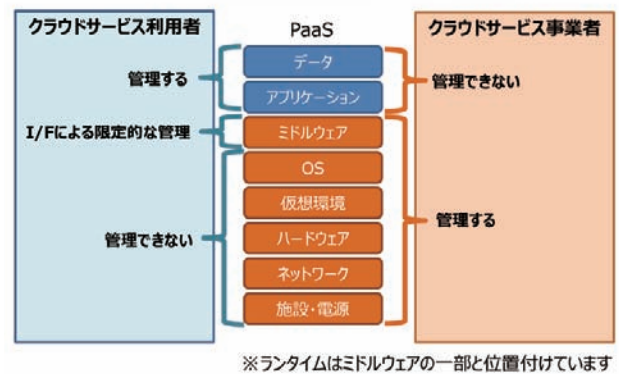 クラウドサービス利用者
PaaS
クラウドサービス事業者
データ
管理する
管理できない
アプリケーション
I/Fによる限定的な管理
ミドルウェア
OS
仮想環境
管理する
管理できない
ハードウェア
ネットワーク
施設・電源
※ランタイムはミドルウェアの一部と位置付けています